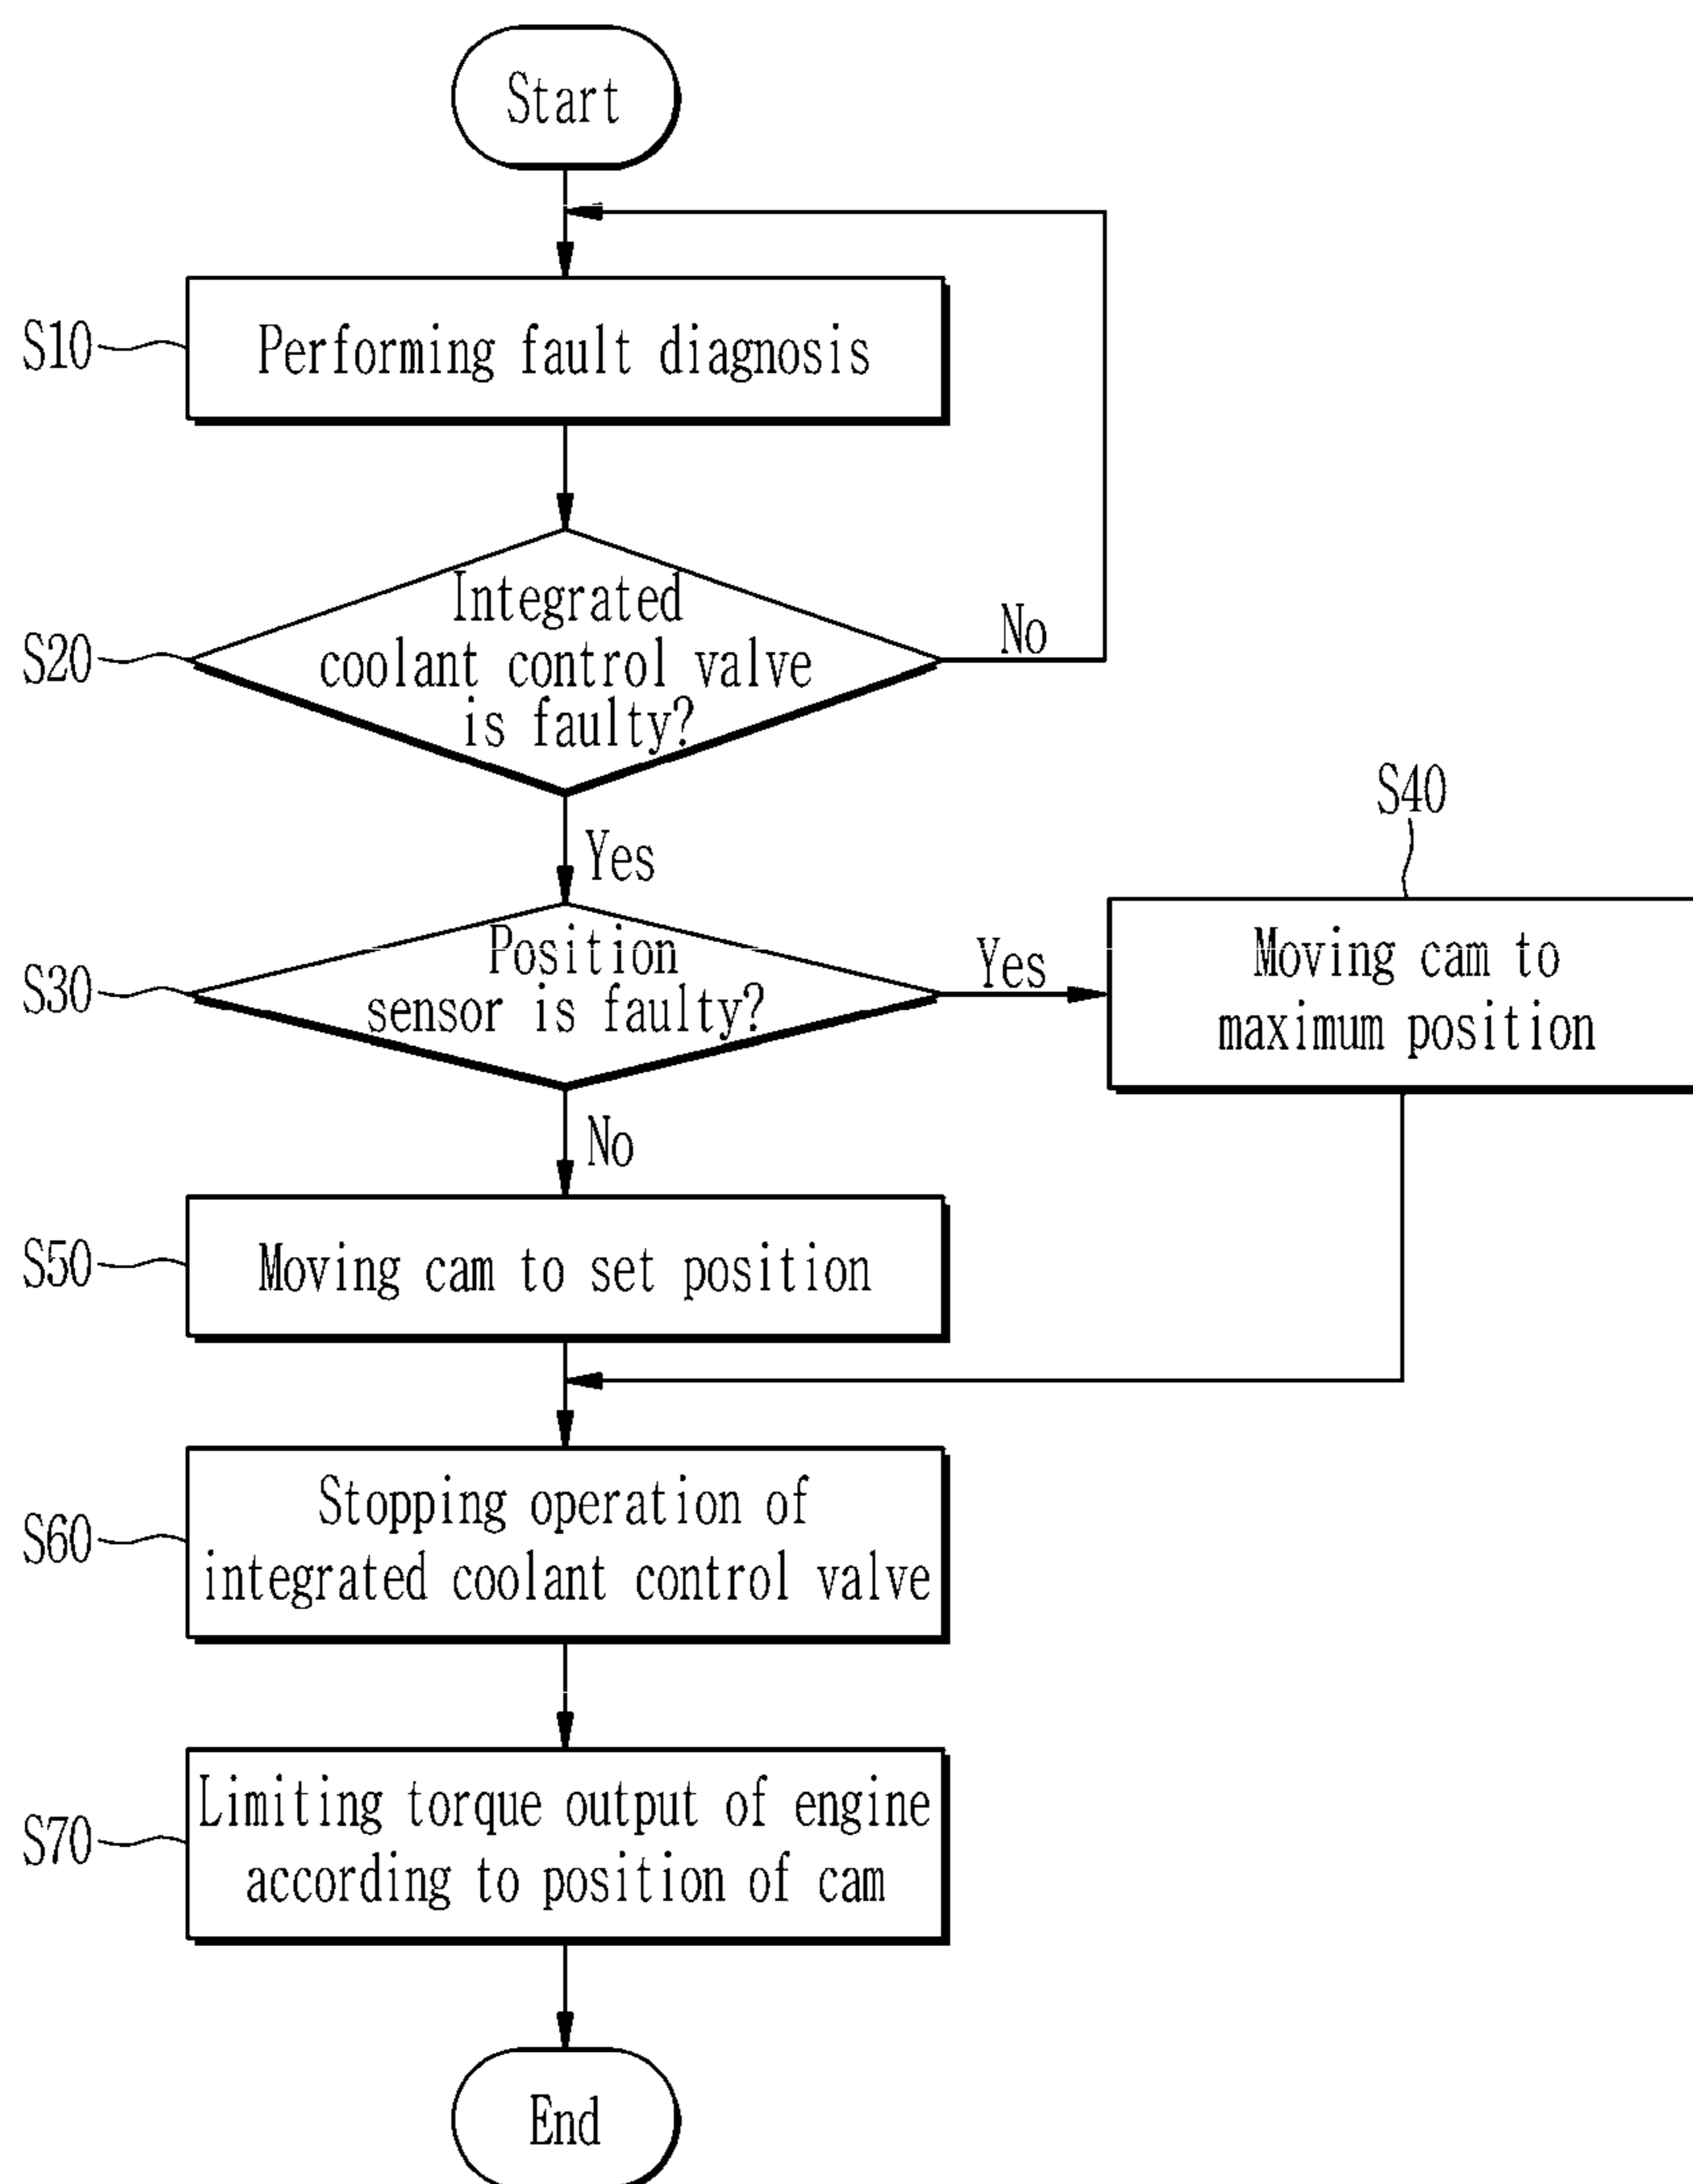 Start
S10
Performing fault diagnosis
S20
Integrated
coolant control valve
is faulty?
No
Yes
S30
Position
sensor is faulty?
Yes
S40
Moving cam to
maximum position
No
S50
Moving cam to set position
S60
Stopping operation of
integrated coolant control valve
S70
Limiting torque output of engine
according to position of cam
End